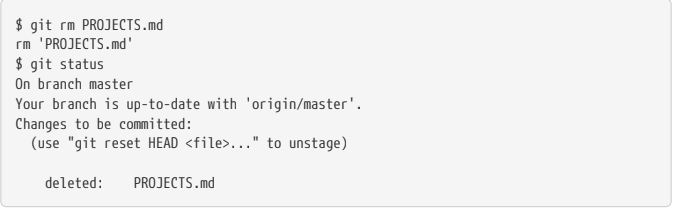 $ git rm PROJECTS.md
rm 'PROJECTS.md'
$ git status
On branch master
Your branch is up-to-date with 'origin/master'.
Changes to be committed:
  (use "git reset HEAD <file>..." to unstage)

    deleted:    PROJECTS.md